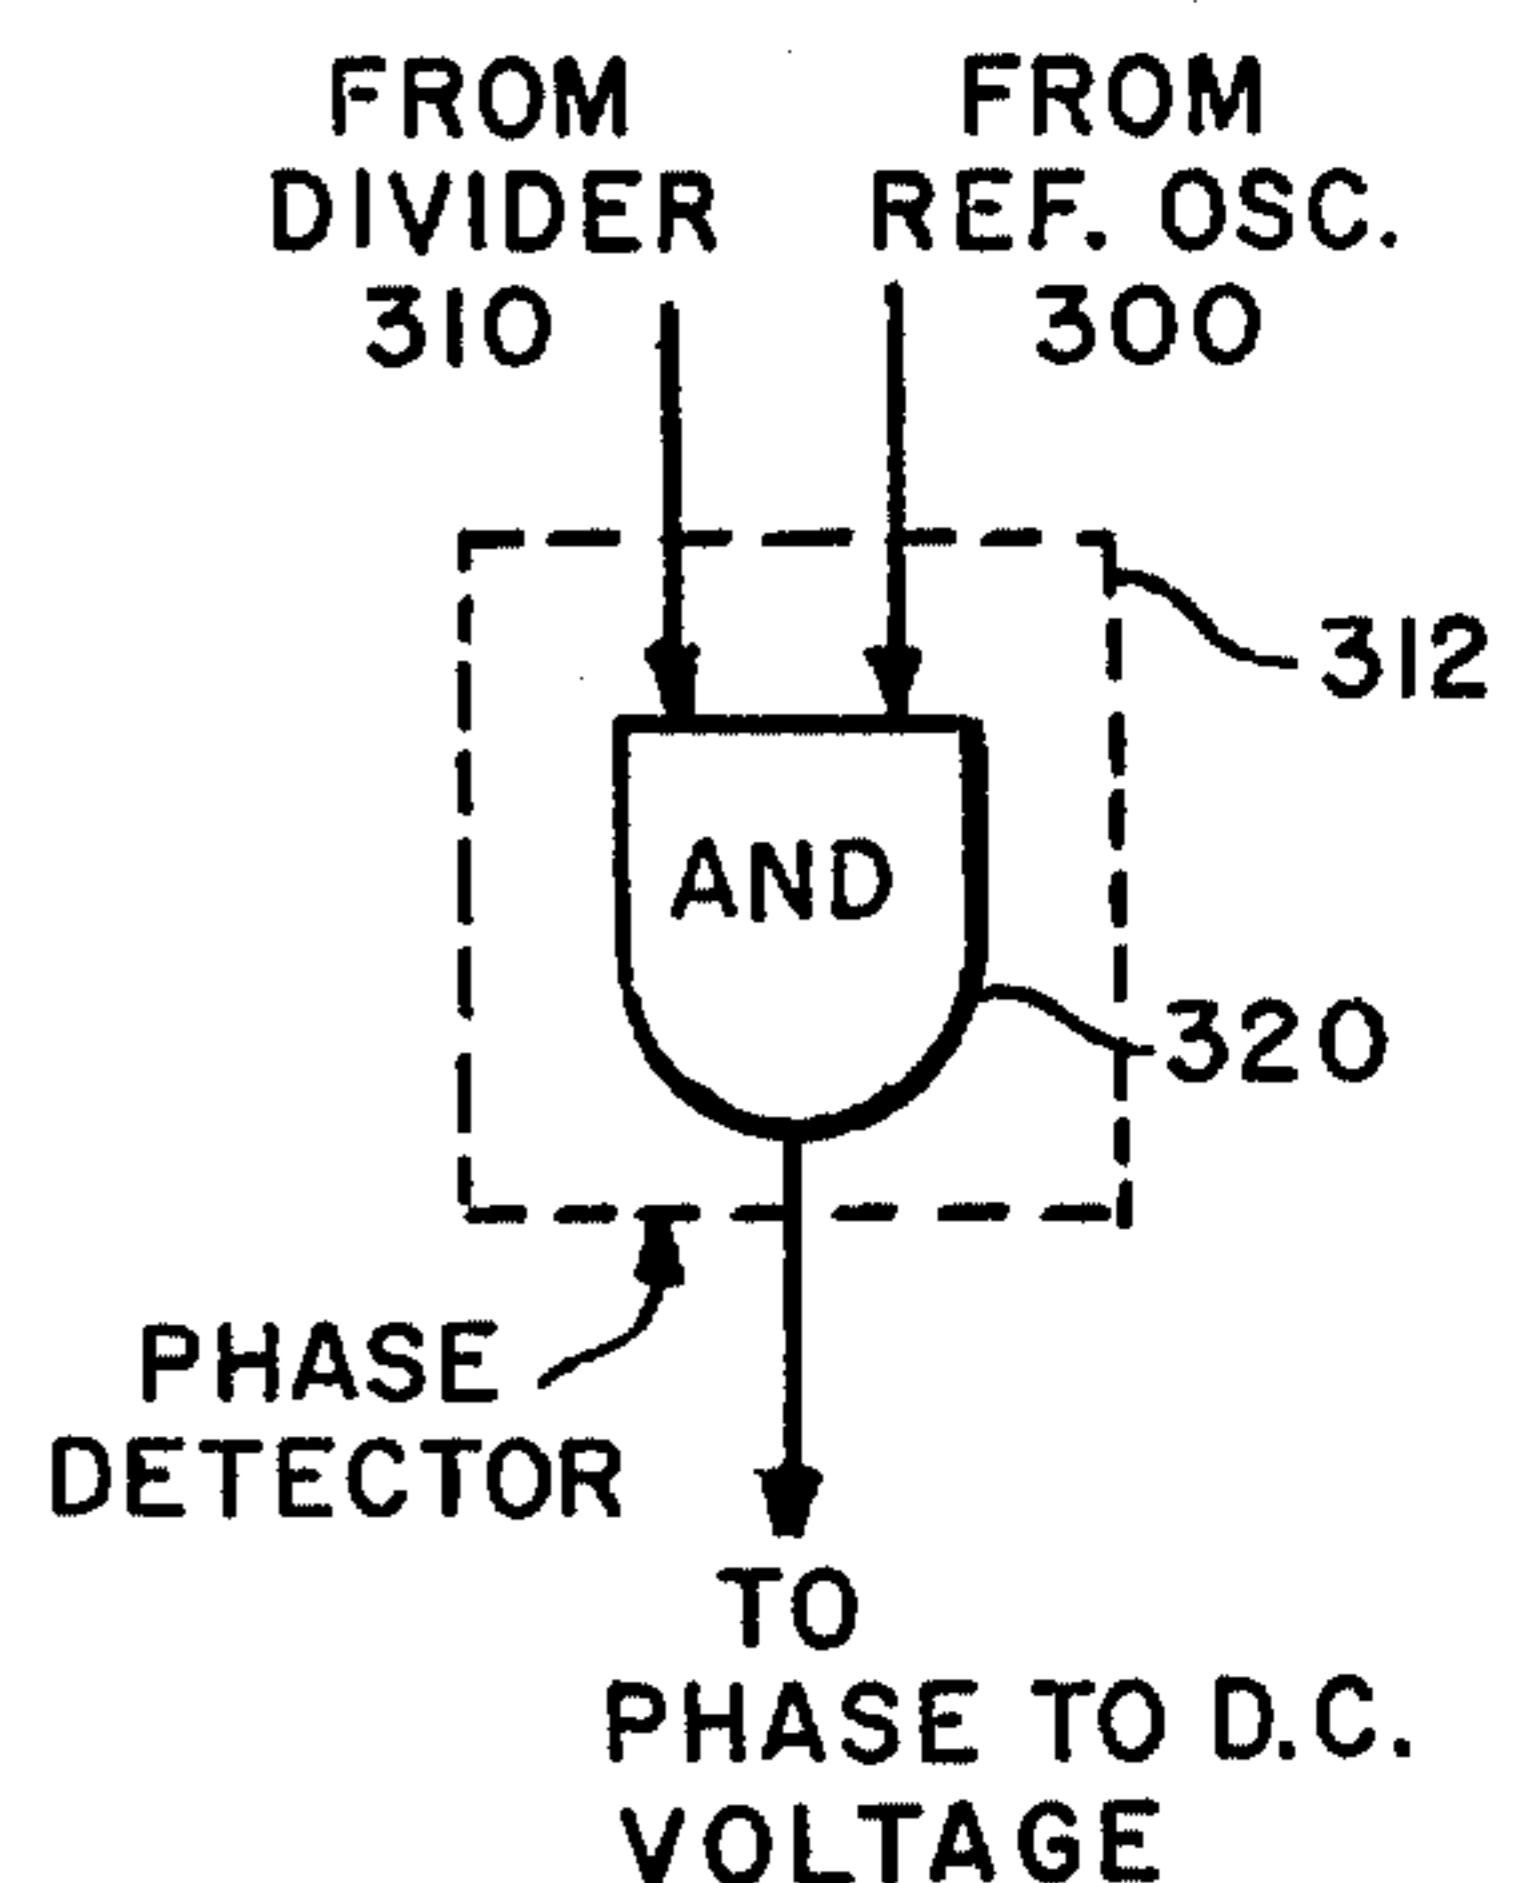 FROM
DIVIDER
310
FROM
REF. OSC.
300
312
AND
320
PHASE
DETECTOR
TO
PHASE TO D.C.
VOLTAGE